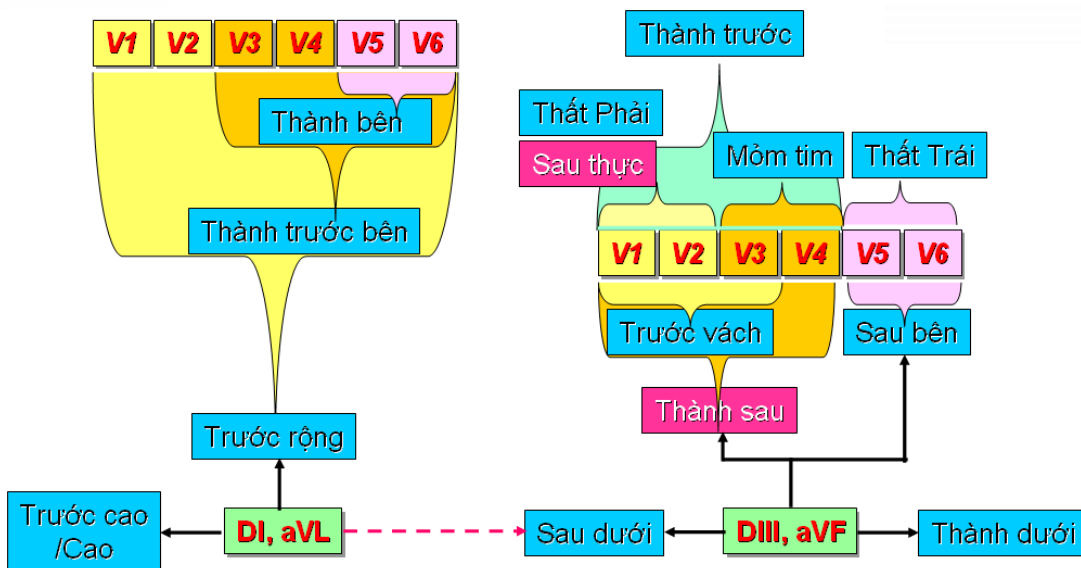 V1 V2 V3 V4 V5 V6
Thành bên
Thành trước bên
Trước rộng
Trước cao
/Cao
DI, aVL
Thành trước
Thất Phải
Sau thực
Mỏm tim
Thất Trái
V1 V2 V3 V4 V5 V6
Trước vách
Sau bên
Thành sau
Sau dưới
DIII, aVF
Thành dưới